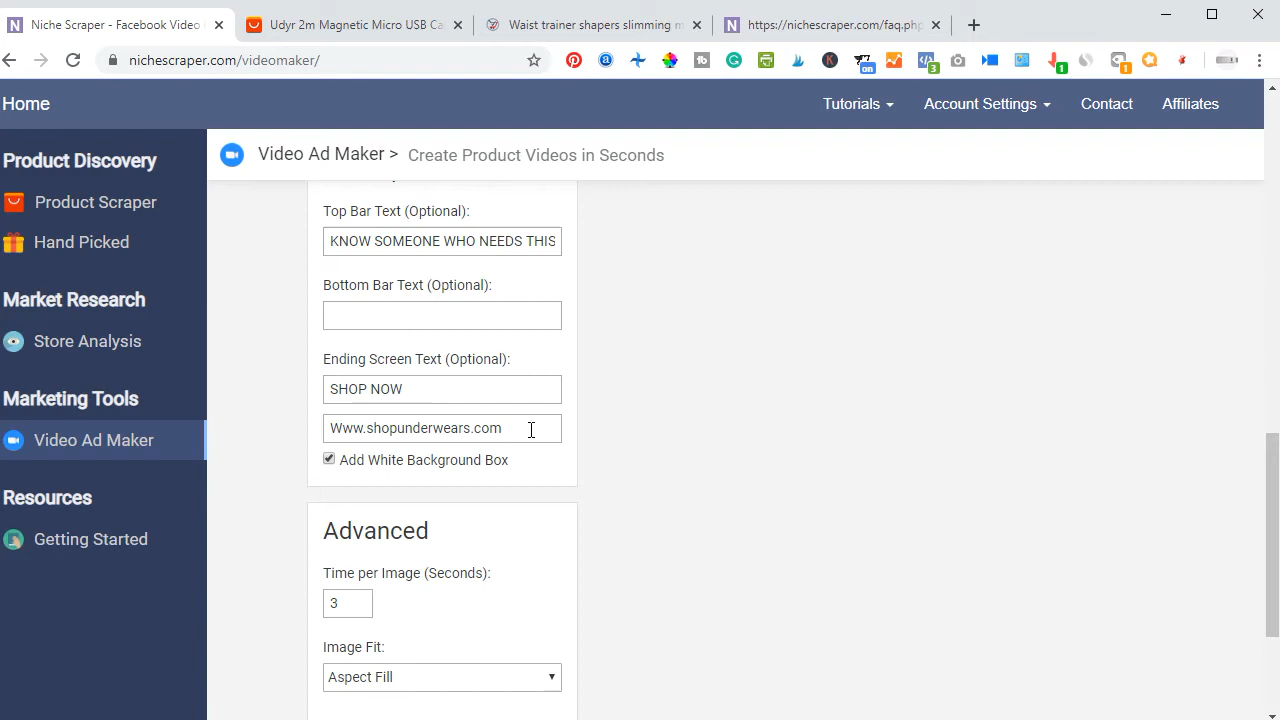 Niche Scraper - Facebook Video
Udyr 2m Magnetic Micro USB Ca
Waist trainer shapers slimming m
https://nichescraper.com/faq.php
nichescraper.com/videomaker/
on
3
1
1
Home
Tutorials
Account Settings
Contact
Affiliates
Product Discovery
Product Scraper
Hand Picked
Market Research
Store Analysis
Marketing Tools
Video Ad Maker
Resources
Getting Started
Video Ad Maker > Create Product Videos in Seconds
Top Bar Text (Optional):
KNOW SOMEONE WHO NEEDS THIS
Bottom Bar Text (Optional):
Ending Screen Text (Optional):
SHOP NOW
Www.shopunderwears.com
Add White Background Box
Advanced
Time per Image (Seconds):
3
Image Fit:
Aspect Fill